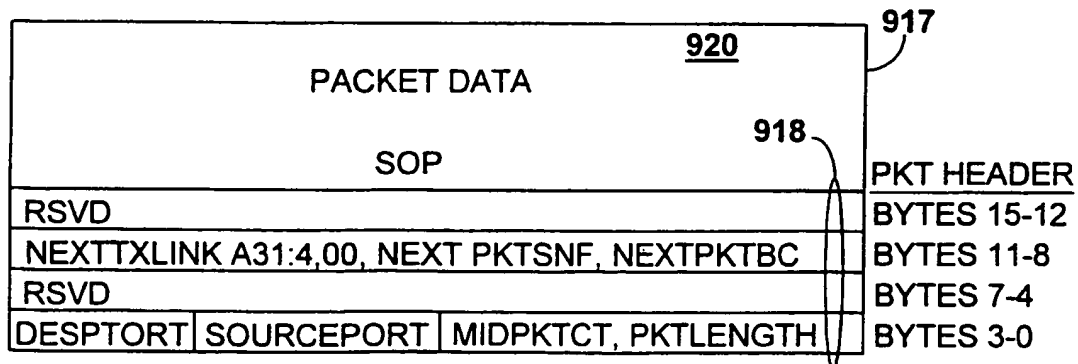 917
920
PACKET DATA
918
SOP
PKT HEADER
RSVD
BYTES 15-12
NEXTTXLINK A31:4,00, NEXT PKTSNF, NEXTPKTBC
BYTES 11-8
RSVD
BYTES 7-4
DESPTORT SOURCEPORT MIDPKTCT, PKTLENGTH
BYTES 3-0